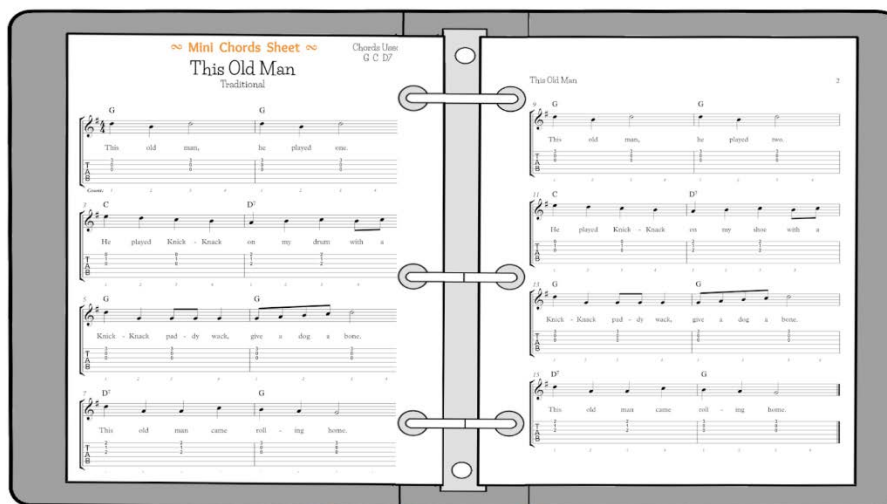 ~ Mini Chords Sheet ~
Chords Used
G C D7
This Old Man
Traditional
G G
This old man, he played one.
Count:
C D7
He played Knick - Knack on my drum with a
G G
Knick - Knack pad - dy wack, give a dog a bone.
D7 G
This old man came roll - ing home.
This Old Man 2
G G
This old man, he played two.
C D7
He played Knick - Knack on my shoe with a
G G
Knick - Knack pad - dy wack, give a dog a bone.
D7 G
This old man came roll - ing home.